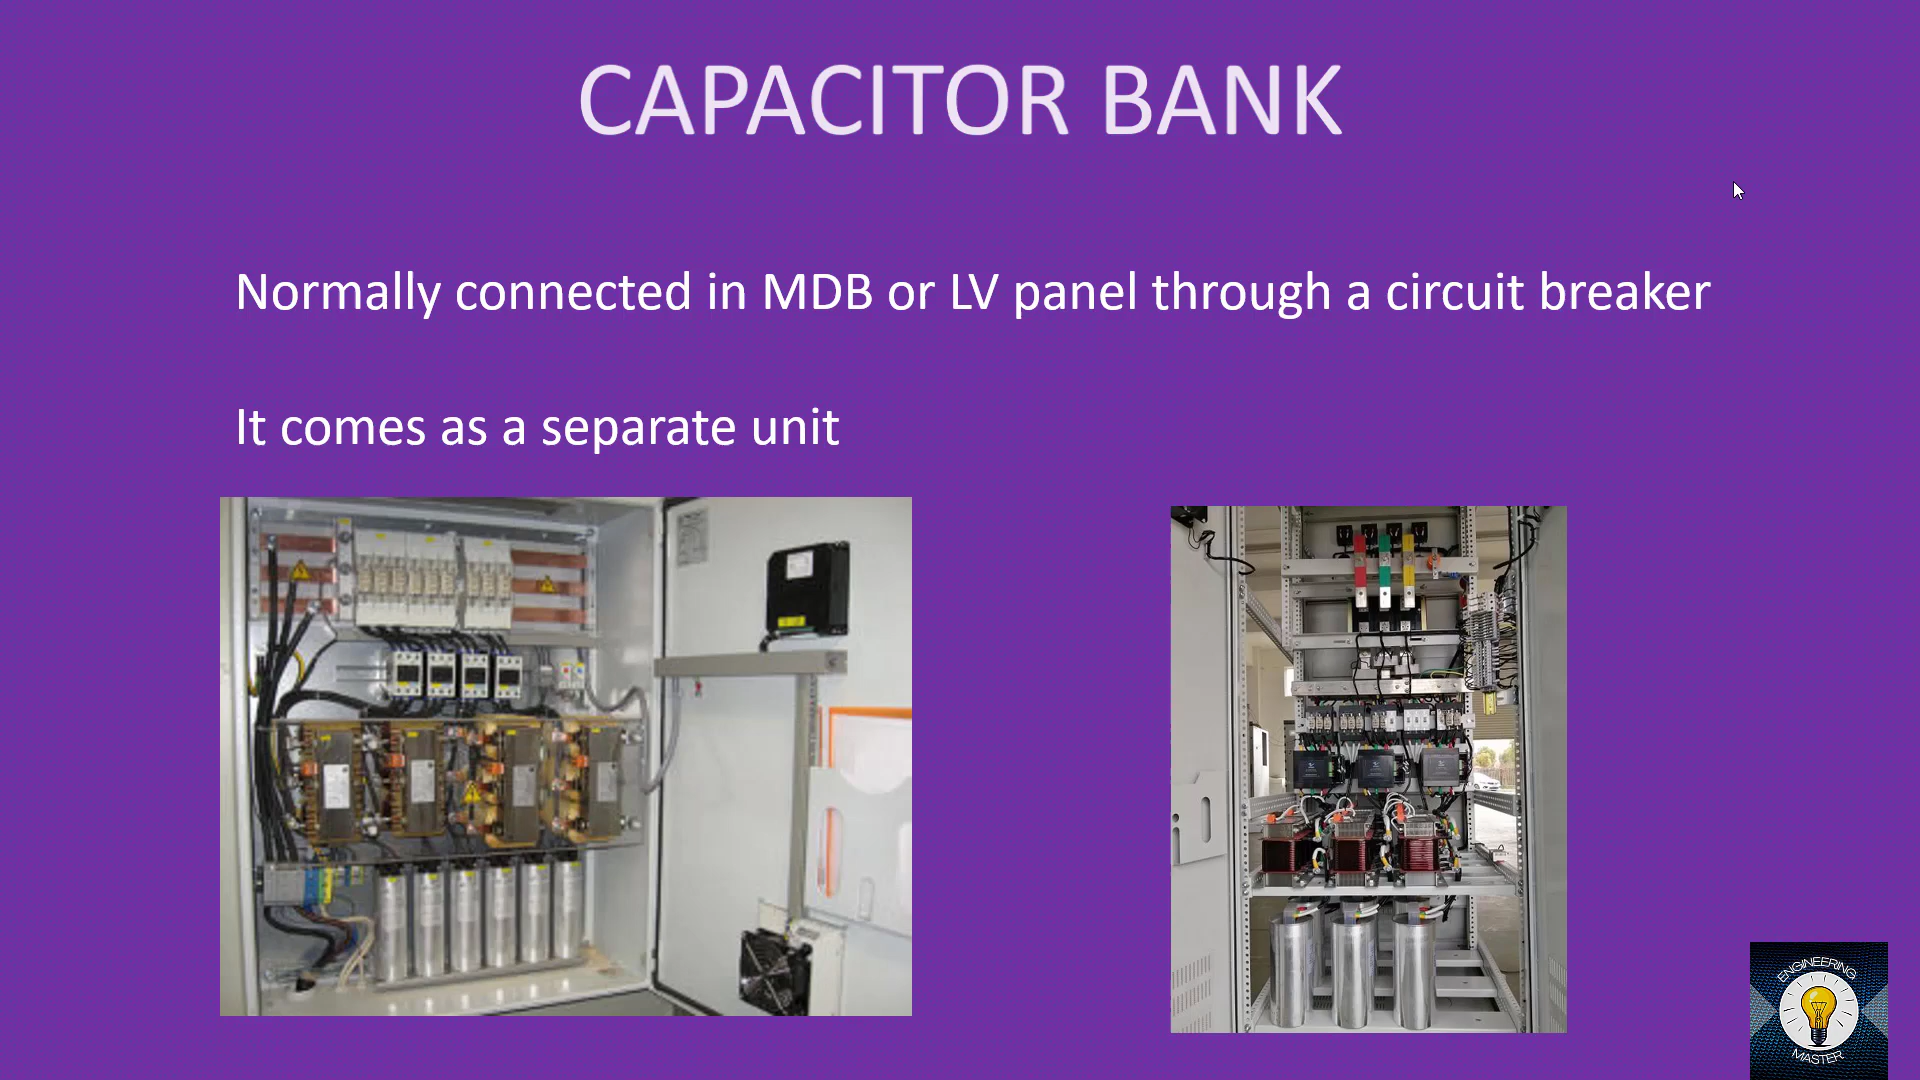 CAPACITOR BANK
Normally connected in MDB or LV panel through a circuit breaker
It comes as a separate unit
ENGINEERING
MASTER